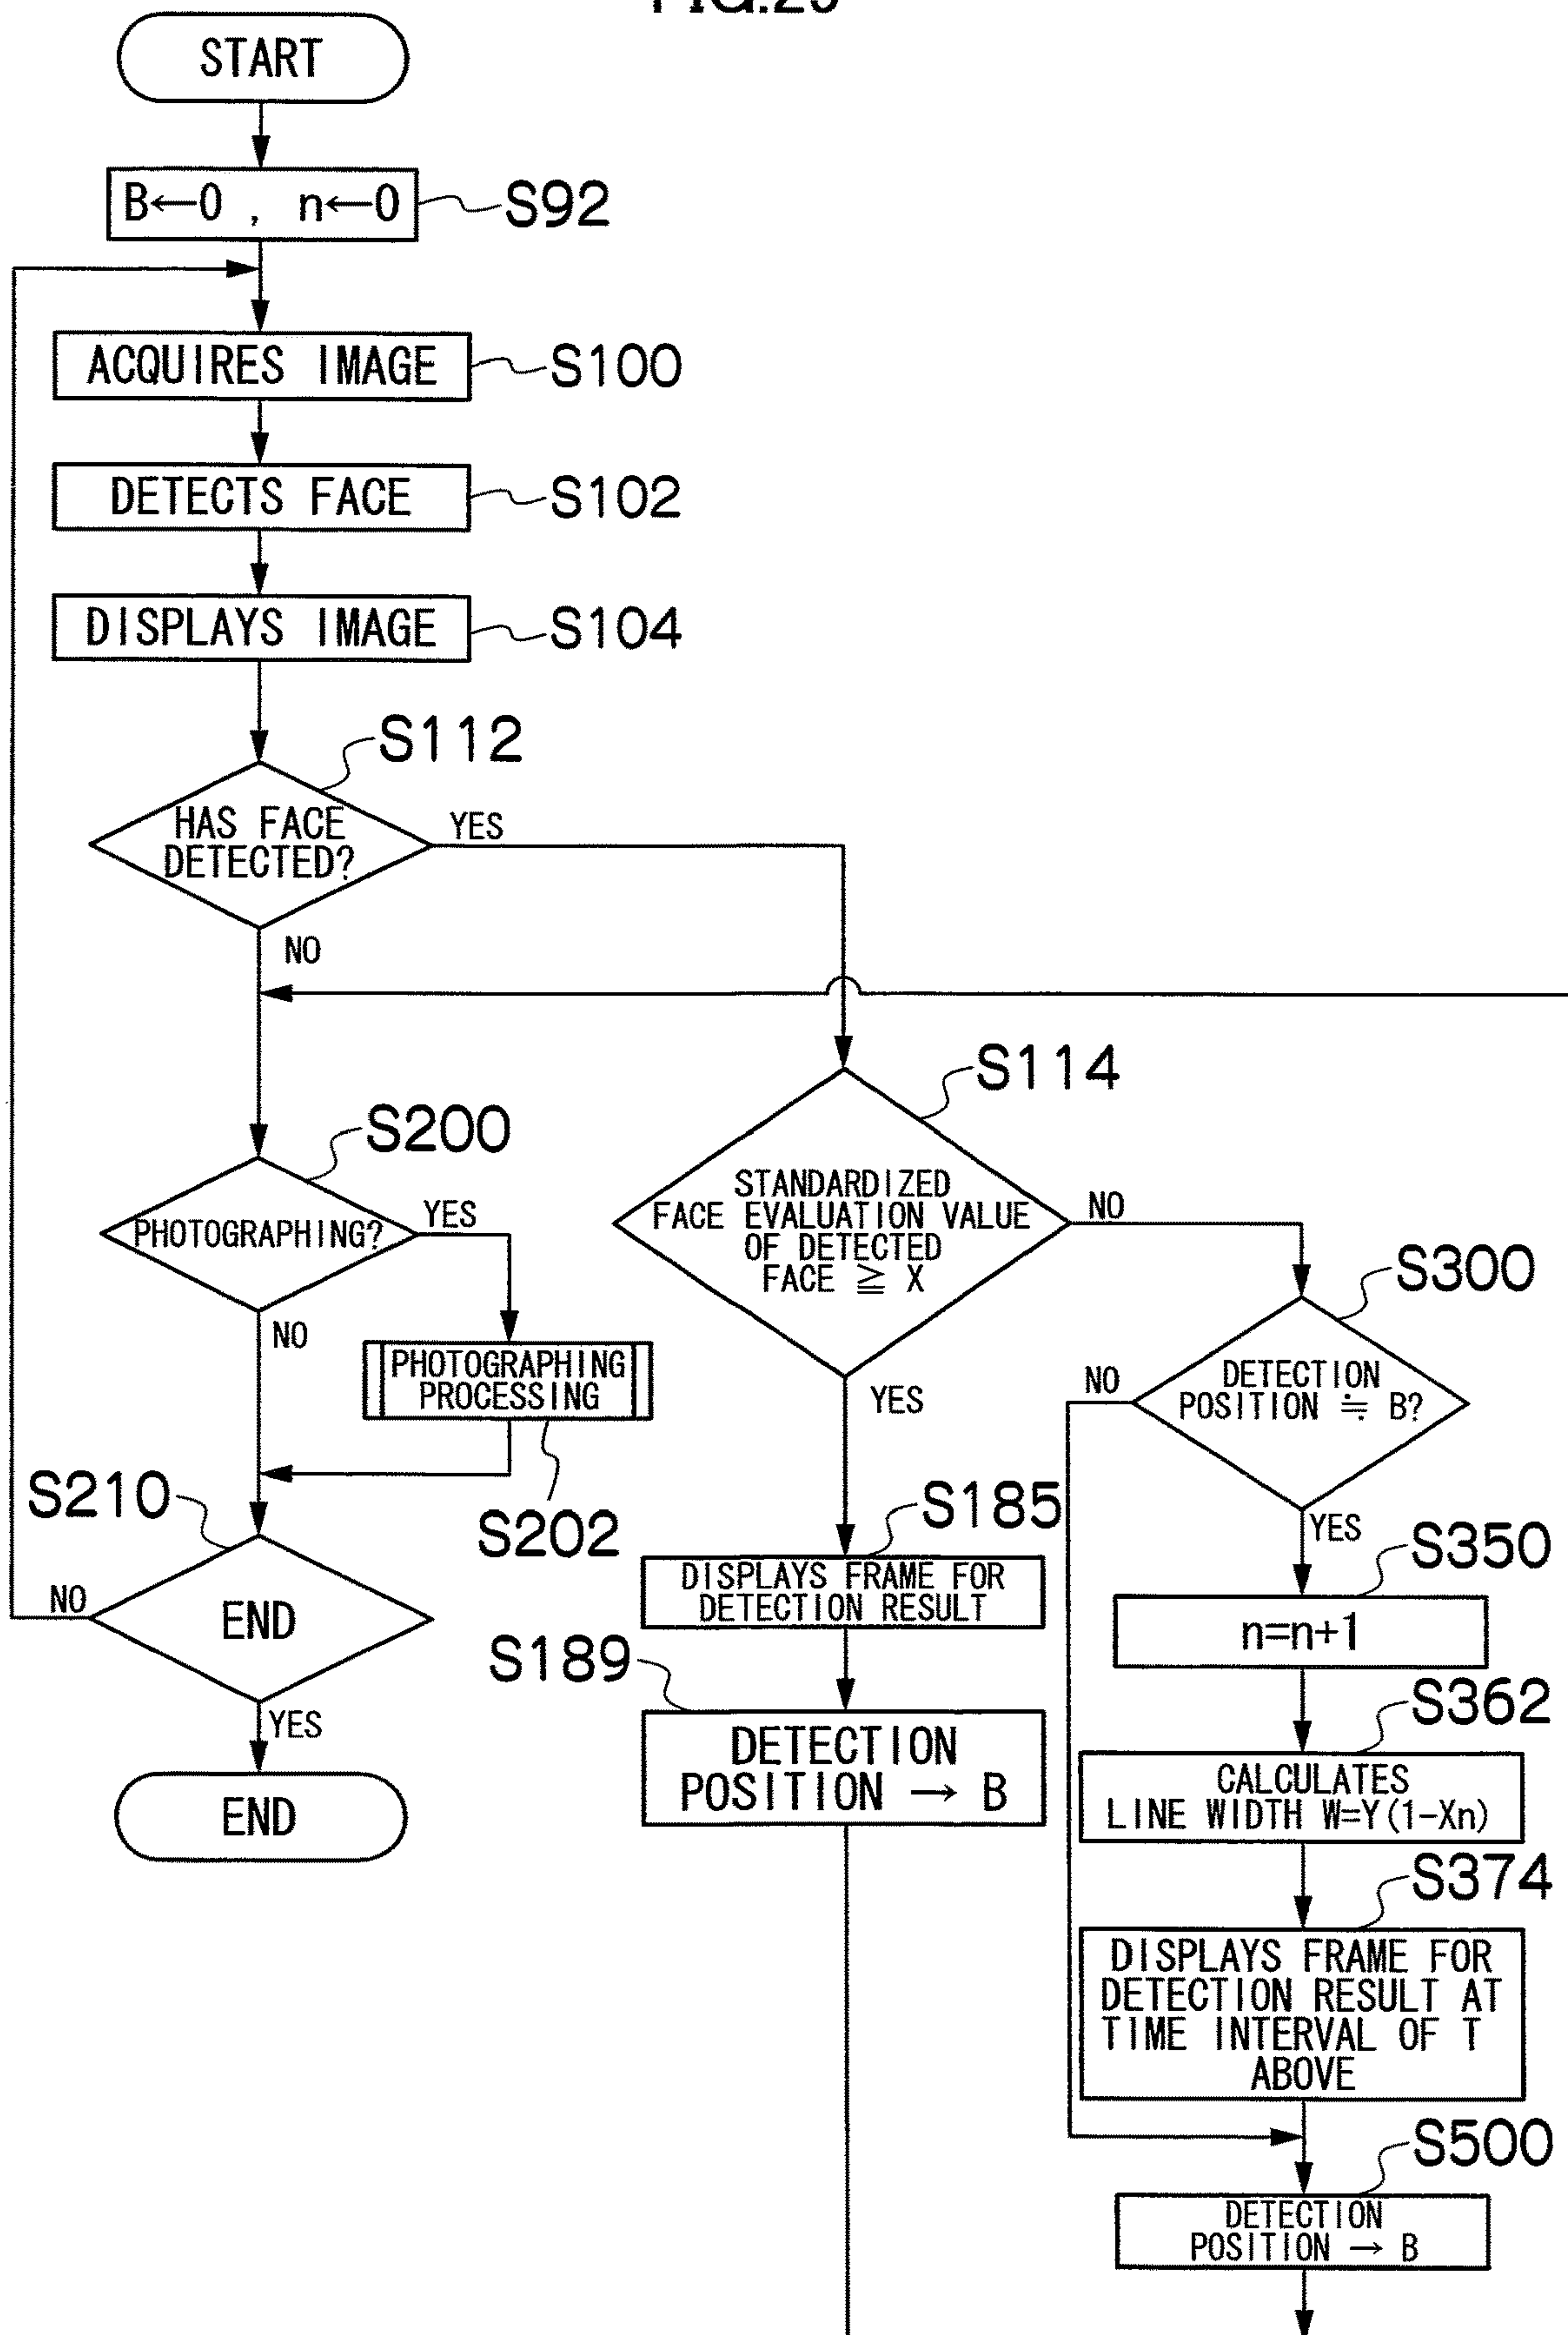 START
B←0 , n←0
S92
ACQUIRES IMAGE
S100
DETECTS FACE
S102
DISPLAYS IMAGE
S104
S112
HAS FACE
DETECTED?
YES
NO
S114
STANDARDIZED
FACE EVALUATION VALUE
OF DETECTED
FACE ≧ X
NO
YES
S200
PHOTOGRAPHING?
YES
NO
PHOTOGRAPHING
PROCESSING
S202
S210
END
NO
YES
END
S185
DISPLAYS FRAME FOR
DETECTION RESULT
S189
DETECTION
POSITION → B
S300
DETECTION
POSITION ≒ B?
NO
YES
S350
n=n+1
S362
CALCULATES
LINE WIDTH W=Y(1-Xn)
S374
DISPLAYS FRAME FOR
DETECTION RESULT AT
TIME INTERVAL OF T
ABOVE
S500
DETECTION
POSITION → B